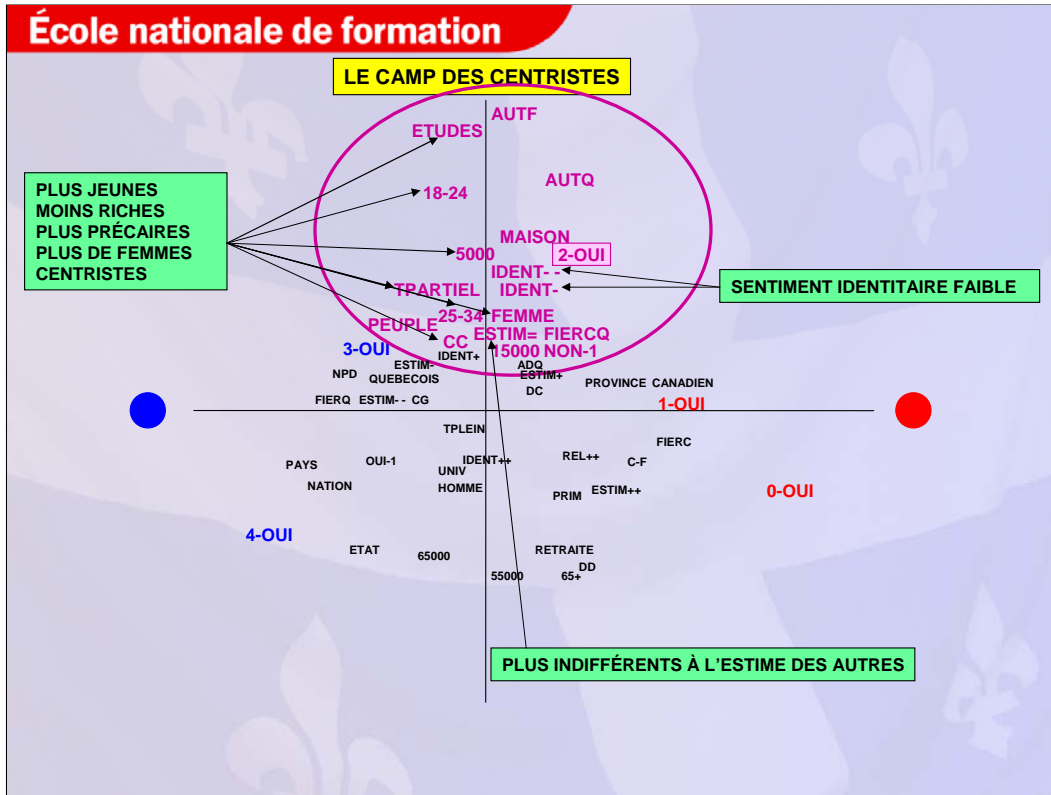 École nationale de formation
LE CAMP DES CENTRISTES
AUTF
ETUDES
AUTQ
18-24
PLUS JEUNES
MOINS RICHES
PLUS PRÉCAIRES
PLUS DE FEMMES
CENTRISTES
MAISON
5000
2-OUI
IDENT- -
TPARTIEL
IDENT-
SENTIMENT IDENTITAIRE FAIBLE
25-34
FEMME
PEUPLE
ESTIM=
FIERCQ
CC
15000
NON-1
3-OUI
IDENT+
ESTIM-
ADQ
NPD
QUEBECOIS
ESTIM+
DC
PROVINCE
CANADIEN
FIERQ
ESTIM- -
CG
1-OUI
TPLEIN
FIERC
PAYS
OUI-1
IDENT++
REL++
C-F
UNIV
NATION
HOMME
PRIM
ESTIM++
0-OUI
4-OUI
ETAT
65000
RETRAITE
DD
55000
65+
PLUS INDIFFÉRENTS À L'ESTIME DES AUTRES